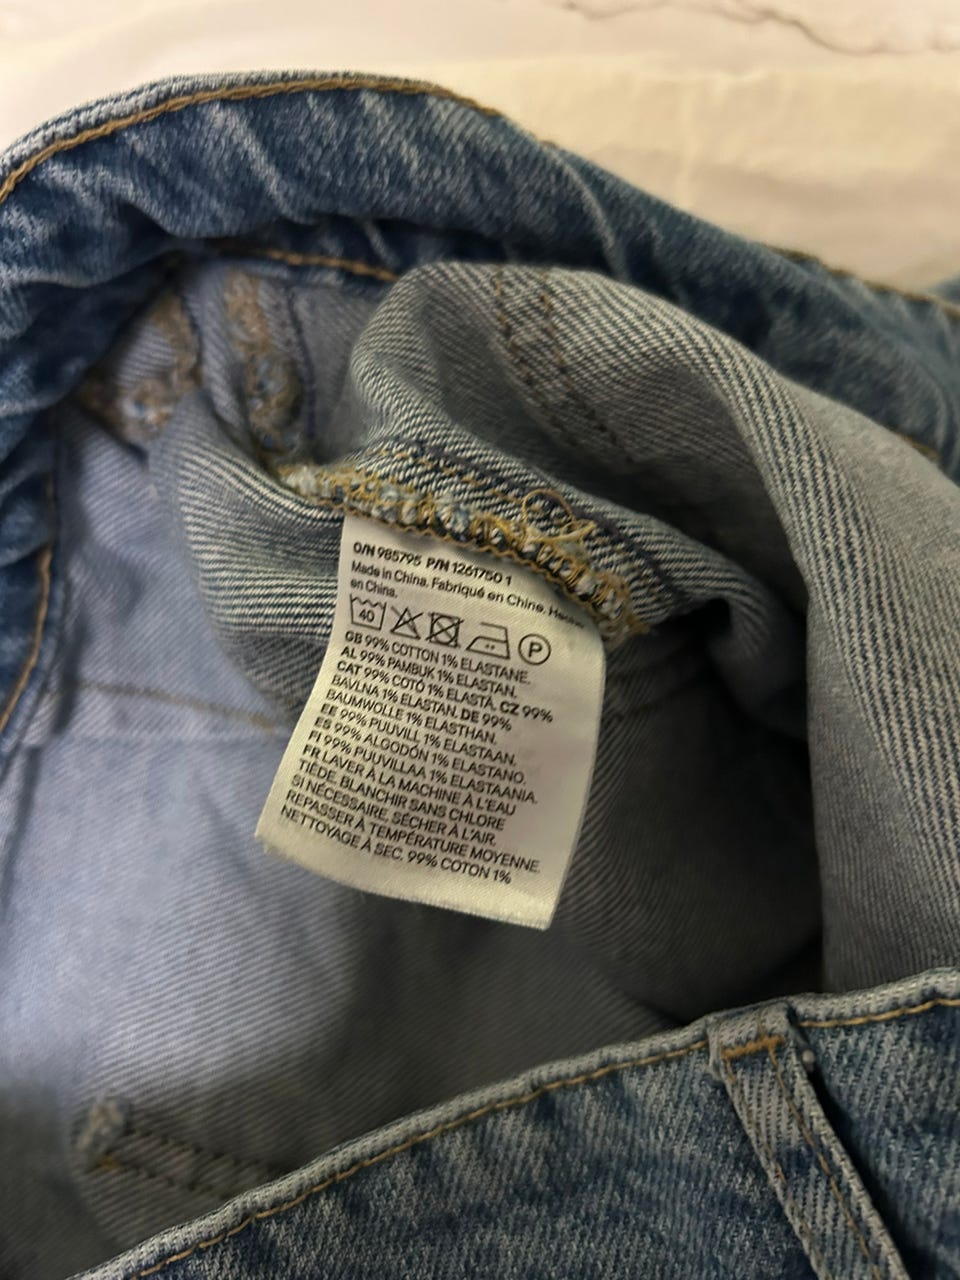 O/N 985795 P/N 1261750 1
Made in China. Fabriqué en Chine. Hecho
en China.
40 P
GB 99% COTTON 1% ELASTANE.
AL 99% PAMBUK 1% ELASTAN.
CAT 99% COTÓ 1% ELASTÀ. CZ 99%
BAVLNA 1% ELASTAN. DE 99%
BAUMWOLLE 1% ELASTHAN.
EE 99% PUUVILL 1% ELASTAAN.
ES 99% ALGODÓN 1% ELASTANO.
FI 99% PUUVILLAA 1% ELASTAANIA.
FR LAVER À LA MACHINE À L'EAU
TIÈDE. BLANCHIR SANS CHLORE
SI NÉCESSAIRE. SÉCHER À L'AIR.
REPASSER À TEMPÉRATURE MOYENNE.
NETTOYAGE À SEC. 99% COTON 1%